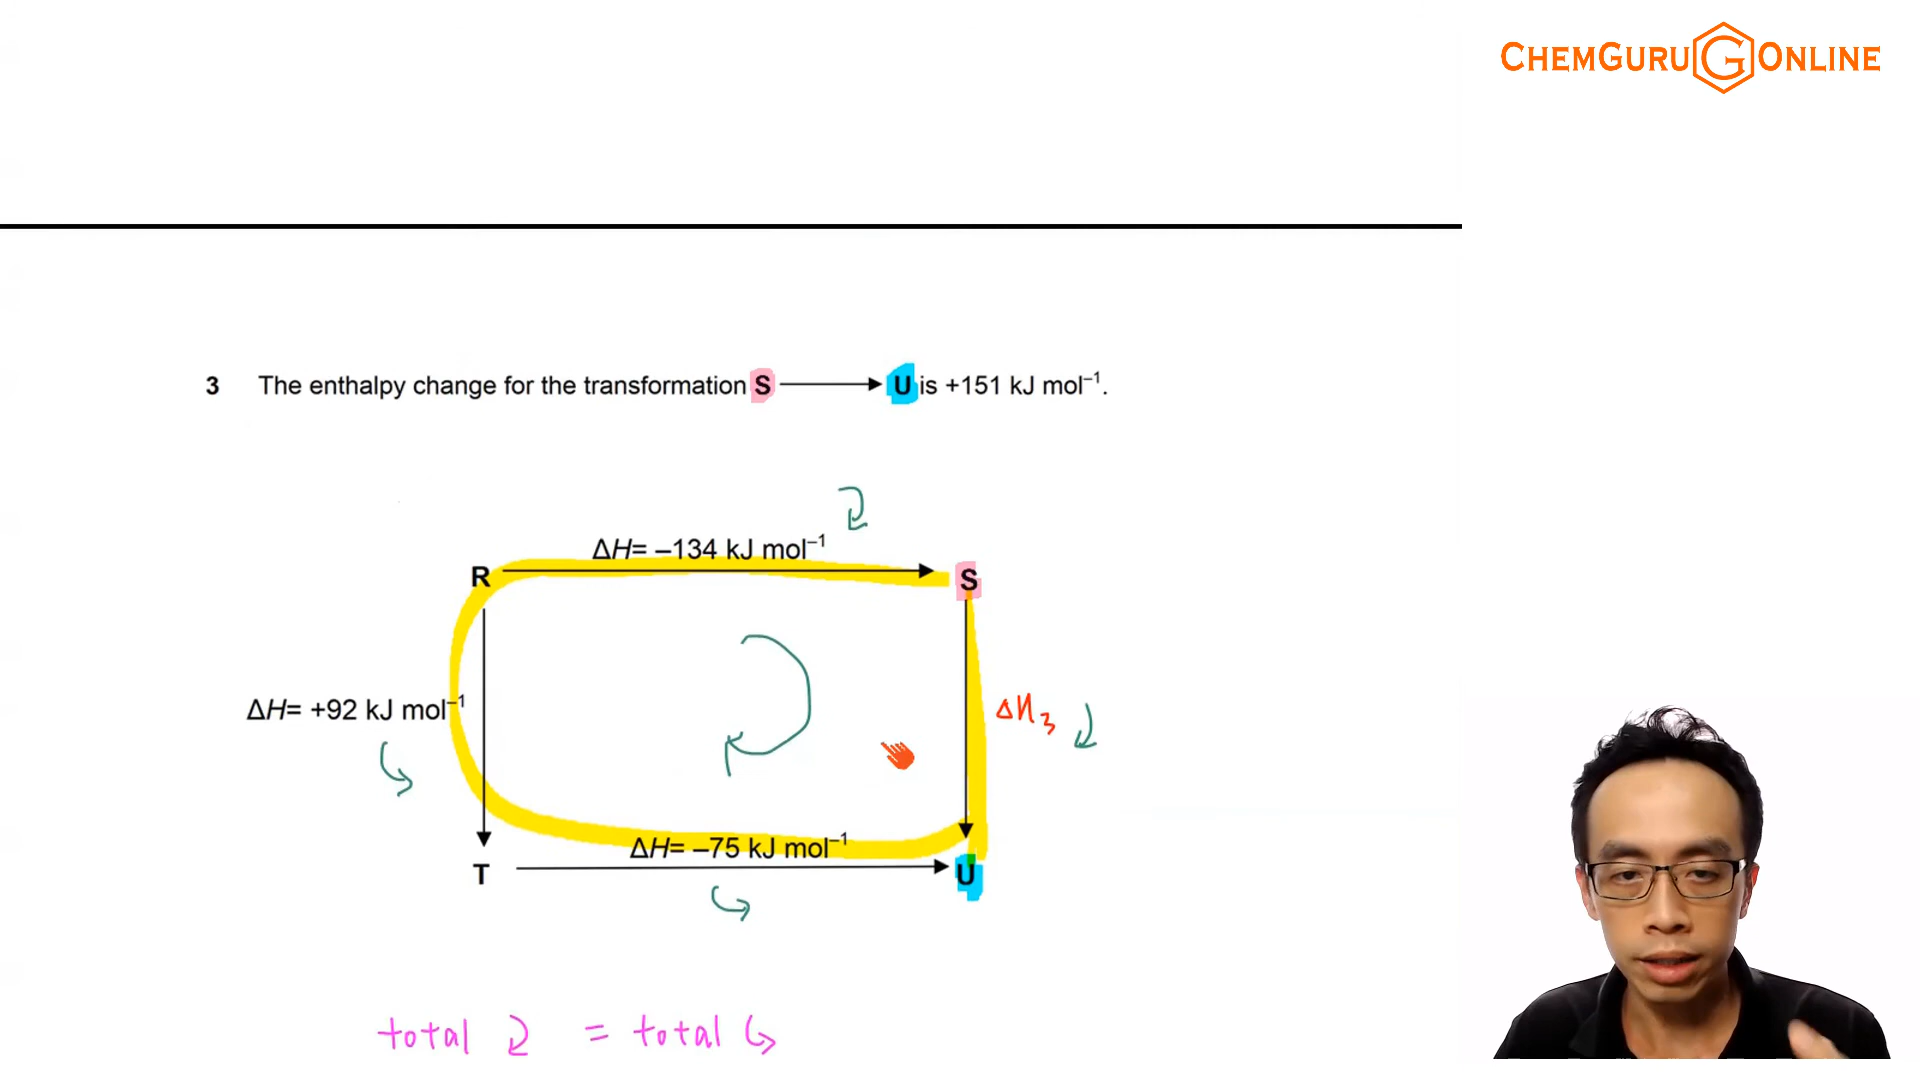 CHEMGURU G ONLINE
3 The enthalpy change for the transformation S ⟶ U is +151 kJ mol⁻¹.
ΔH= –134 kJ mol⁻¹
R S
ΔH= +92 kJ mol⁻¹
ΔH₃
ΔH= –75 kJ mol⁻¹
T U
total = total